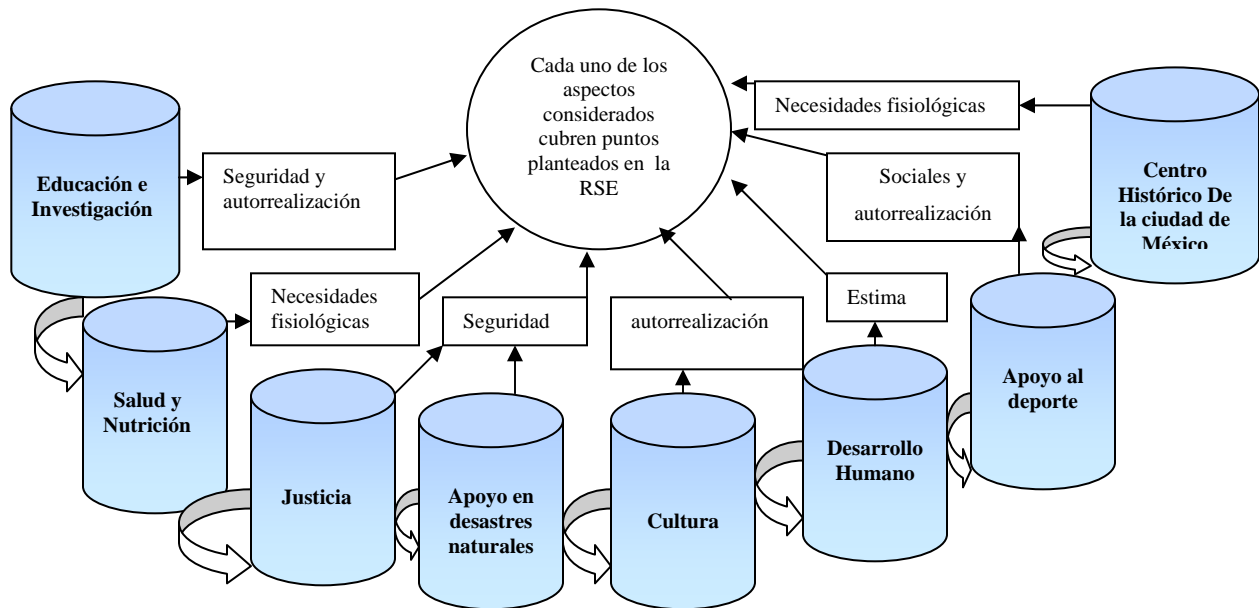 Cada uno de los
aspectos
considerados
cubren puntos
planteados en la
RSE
Necesidades fisiológicas
Centro
Histórico De
la ciudad de
México
Educación e
Investigación
Seguridad y
autorrealización
Sociales y
autorrealización
Necesidades
fisiológicas
Seguridad
autorrealización
Estima
Salud y
Nutrición
Justicia
Apoyo en
desastres
naturales
Cultura
Desarrollo
Humano
Apoyo al
deporte